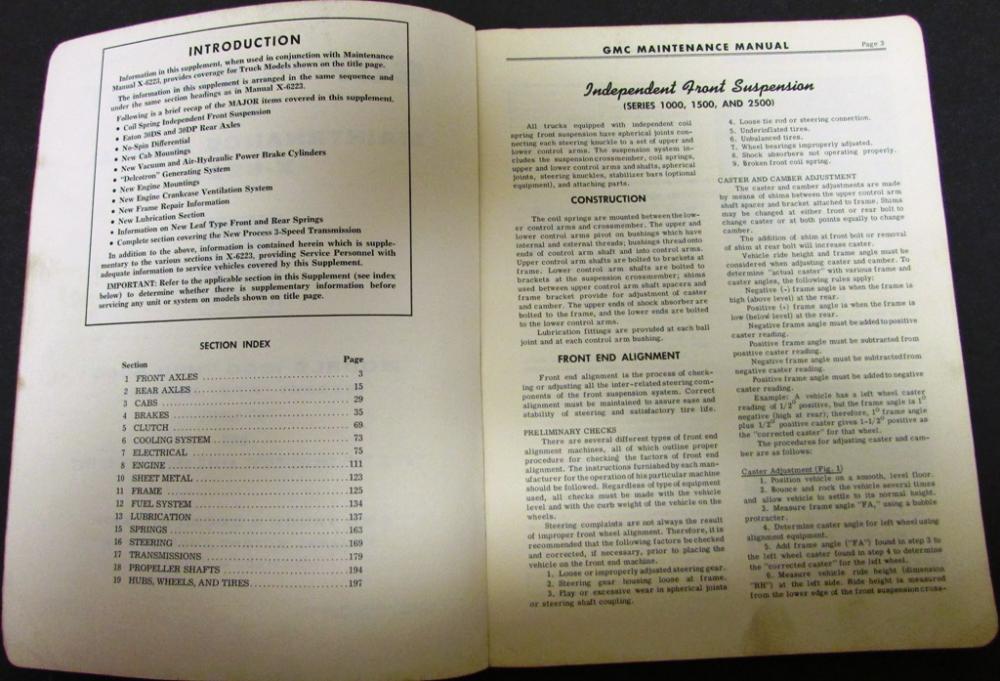 INTRODUCTION
Information in this supplement, when used in conjunction with Maintenance
Manual X-6223, provides coverage for Truck Models shown on the title page.
The information in this supplement is arranged in the same sequence and
under the same section headings as in Manual X-6223.
Following is a brief recap of the MAJOR items covered in this supplement.
• Coil Spring Independent Front Suspension
• Eaton 30DS and 30DP Rear Axles
• No-Spin Differential
• New Cab Mountings
• New Vacuum and Air-Hydraulic Power Brake Cylinders
• "Delcotron" Generating System
• New Engine Mountings
• New Engine Crankcase Ventilation System
• New Frame Repair Information
• New Lubrication Section
• Information on New Leaf Type Front and Rear Springs
• Complete section covering the New Process 3-Speed Transmission
In addition to the above, information is contained herein which is supple-
mentary to the various sections in X-6223, providing Service Personnel with
adequate information to service vehicles covered by this Supplement.
IMPORTANT: Refer to the applicable section in this Supplement (see index
below) to determine whether there is supplementary information before
servicing any unit or system on models shown on title page.
SECTION INDEX
Section Page
1 FRONT AXLES 3
2 REAR AXLES 15
3 CABS 29
4 BRAKES 35
5 CLUTCH 69
6 COOLING SYSTEM 73
7 ELECTRICAL 75
8 ENGINE 111
10 SHEET METAL 123
11 FRAME 125
12 FUEL SYSTEM 134
13 LUBRICATION 137
15 SPRINGS 163
16 STEERING 169
17 TRANSMISSIONS 179
18 PROPELLER SHAFTS 194
19 HUBS, WHEELS, AND TIRES 197
GMC MAINTENANCE MANUAL Page 3
Independent Front Suspension
(SERIES 1000, 1500, AND 2500)
All trucks equipped with independent coil
spring front suspension have spherical joints con-
necting each steering knuckle to a set of upper and
lower control arms. The suspension system in-
cludes the suspension crossmember, coil springs,
upper and lower control arms and shafts, spherical
joints, steering knuckles, stabilizer bars (optional
equipment), and attaching parts.
CONSTRUCTION
The coil springs are mounted between the low-
er control arms and crossmember. The upper and
lower control arms pivot on bushings which have
internal and external threads; bushings thread onto
ends of control arm shaft and into control arms.
Upper control arm shafts are bolted to brackets at
frame. Lower control arm shafts are bolted to
brackets at the suspension crossmember; shims
used between upper control arm shaft spacers and
frame bracket provide for adjustment of caster
and camber. The upper ends of shock absorber are
bolted to the frame, and the lower ends are bolted
to the lower control arms.
Lubrication fittings are provided at each ball
joint and at each control arm bushing.
FRONT END ALIGNMENT
Front end alignment is the process of check-
ing or adjusting all the inter-related steering com-
ponents of the front suspension system. Correct
alignment must be maintained to assure ease and
stability of steering and satisfactory tire life.
PRELIMINARY CHECKS
There are several different types of front end
alignment machines, all of which outline proper
procedure for checking the factors of front end
alignment. The instructions furnished by each man-
ufacturer for the operation of his particular machine
should be followed. Regardless of type of equipment
used, all checks must be made with the vehicle
level and with the curb weight of the vehicle on the
wheels.
Steering complaints are not always the result
of improper front wheel alignment. Therefore, it is
recommended that the following factors be checked
and corrected, if necessary, prior to placing the
vehicle on the front end machine.
1. Loose or improperly adjusted steering gear.
2. Steering gear housing loose at frame.
3. Play or excessive wear in spherical joints
or steering shaft coupling.
4. Loose tie rod or steering connection.
5. Underinflated tires.
6. Unbalanced tires.
7. Wheel bearings improperly adjusted.
8. Shock absorbers not operating properly.
9. Broken front coil spring.
CASTER AND CAMBER ADJUSTMENT
The caster and camber adjustments are made
by means of shims between the upper control arm
shaft spacer and bracket attached to frame. Shims
may be changed at either front or rear bolt to
change caster or at both points equally to change
camber.
The addition of shim at front bolt or removal
of shim at rear bolt will increase caster.
Vehicle ride height and frame angle must be
considered when adjusting caster and camber. To
determine "actual caster" with various frame and
caster angles, the following rules apply:
Negative (-) frame angle is when the frame is
high (above level) at the rear.
Positive (+) frame angle is when the frame is
low (below level) at the rear.
Negative frame angle must be added to positive
caster reading.
Positive frame angle must be subtracted from
positive caster reading.
Negative frame angle must be subtracted from
negative caster reading.
Positive frame angle must be added to negative
caster reading.
Example: A vehicle has a left wheel caster
reading of 1/2° positive, but the frame angle is 1°
negative (high at rear); therefore, 1° frame angle
plus 1/2° positive caster gives 1-1/2° positive as
the "corrected caster" for that wheel.
The procedures for adjusting caster and cam-
ber are as follows:
Caster Adjustment (Fig. 1)
1. Position vehicle on a smooth, level floor.
2. Bounce and rock the vehicle several times
and allow vehicle to settle to its normal height.
3. Measure frame angle "FA," using a bubble
protractor.
4. Determine caster angle for left wheel using
alignment equipment.
5. Add frame angle ("FA") found in step 3 to
the left wheel caster found in step 4 to determine
the "corrected caster" for the left wheel.
6. Measure vehicle ride height (dimension
"RH") at the left side. Ride height is measured
from the lower edge of the front suspension cross-